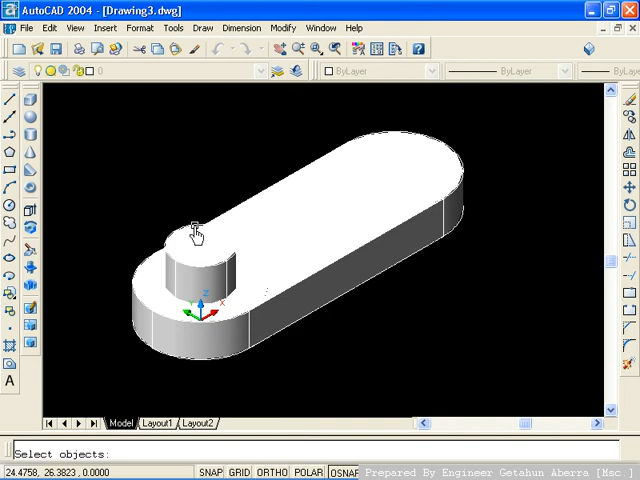 AutoCAD 2004 - [Drawing3.dwg]
File Edit View Insert Format Tools Draw Dimension Modify Window Help
0 ByLayer ByLayer ByLayer
Z
Y X
Model Layout1 Layout2
Select objects:
24.4758, 26.3823, 0.0000 SNAP GRID ORTHO POLAR OSNAP Prepared By Engineer Getahun Aberra [Msc.]